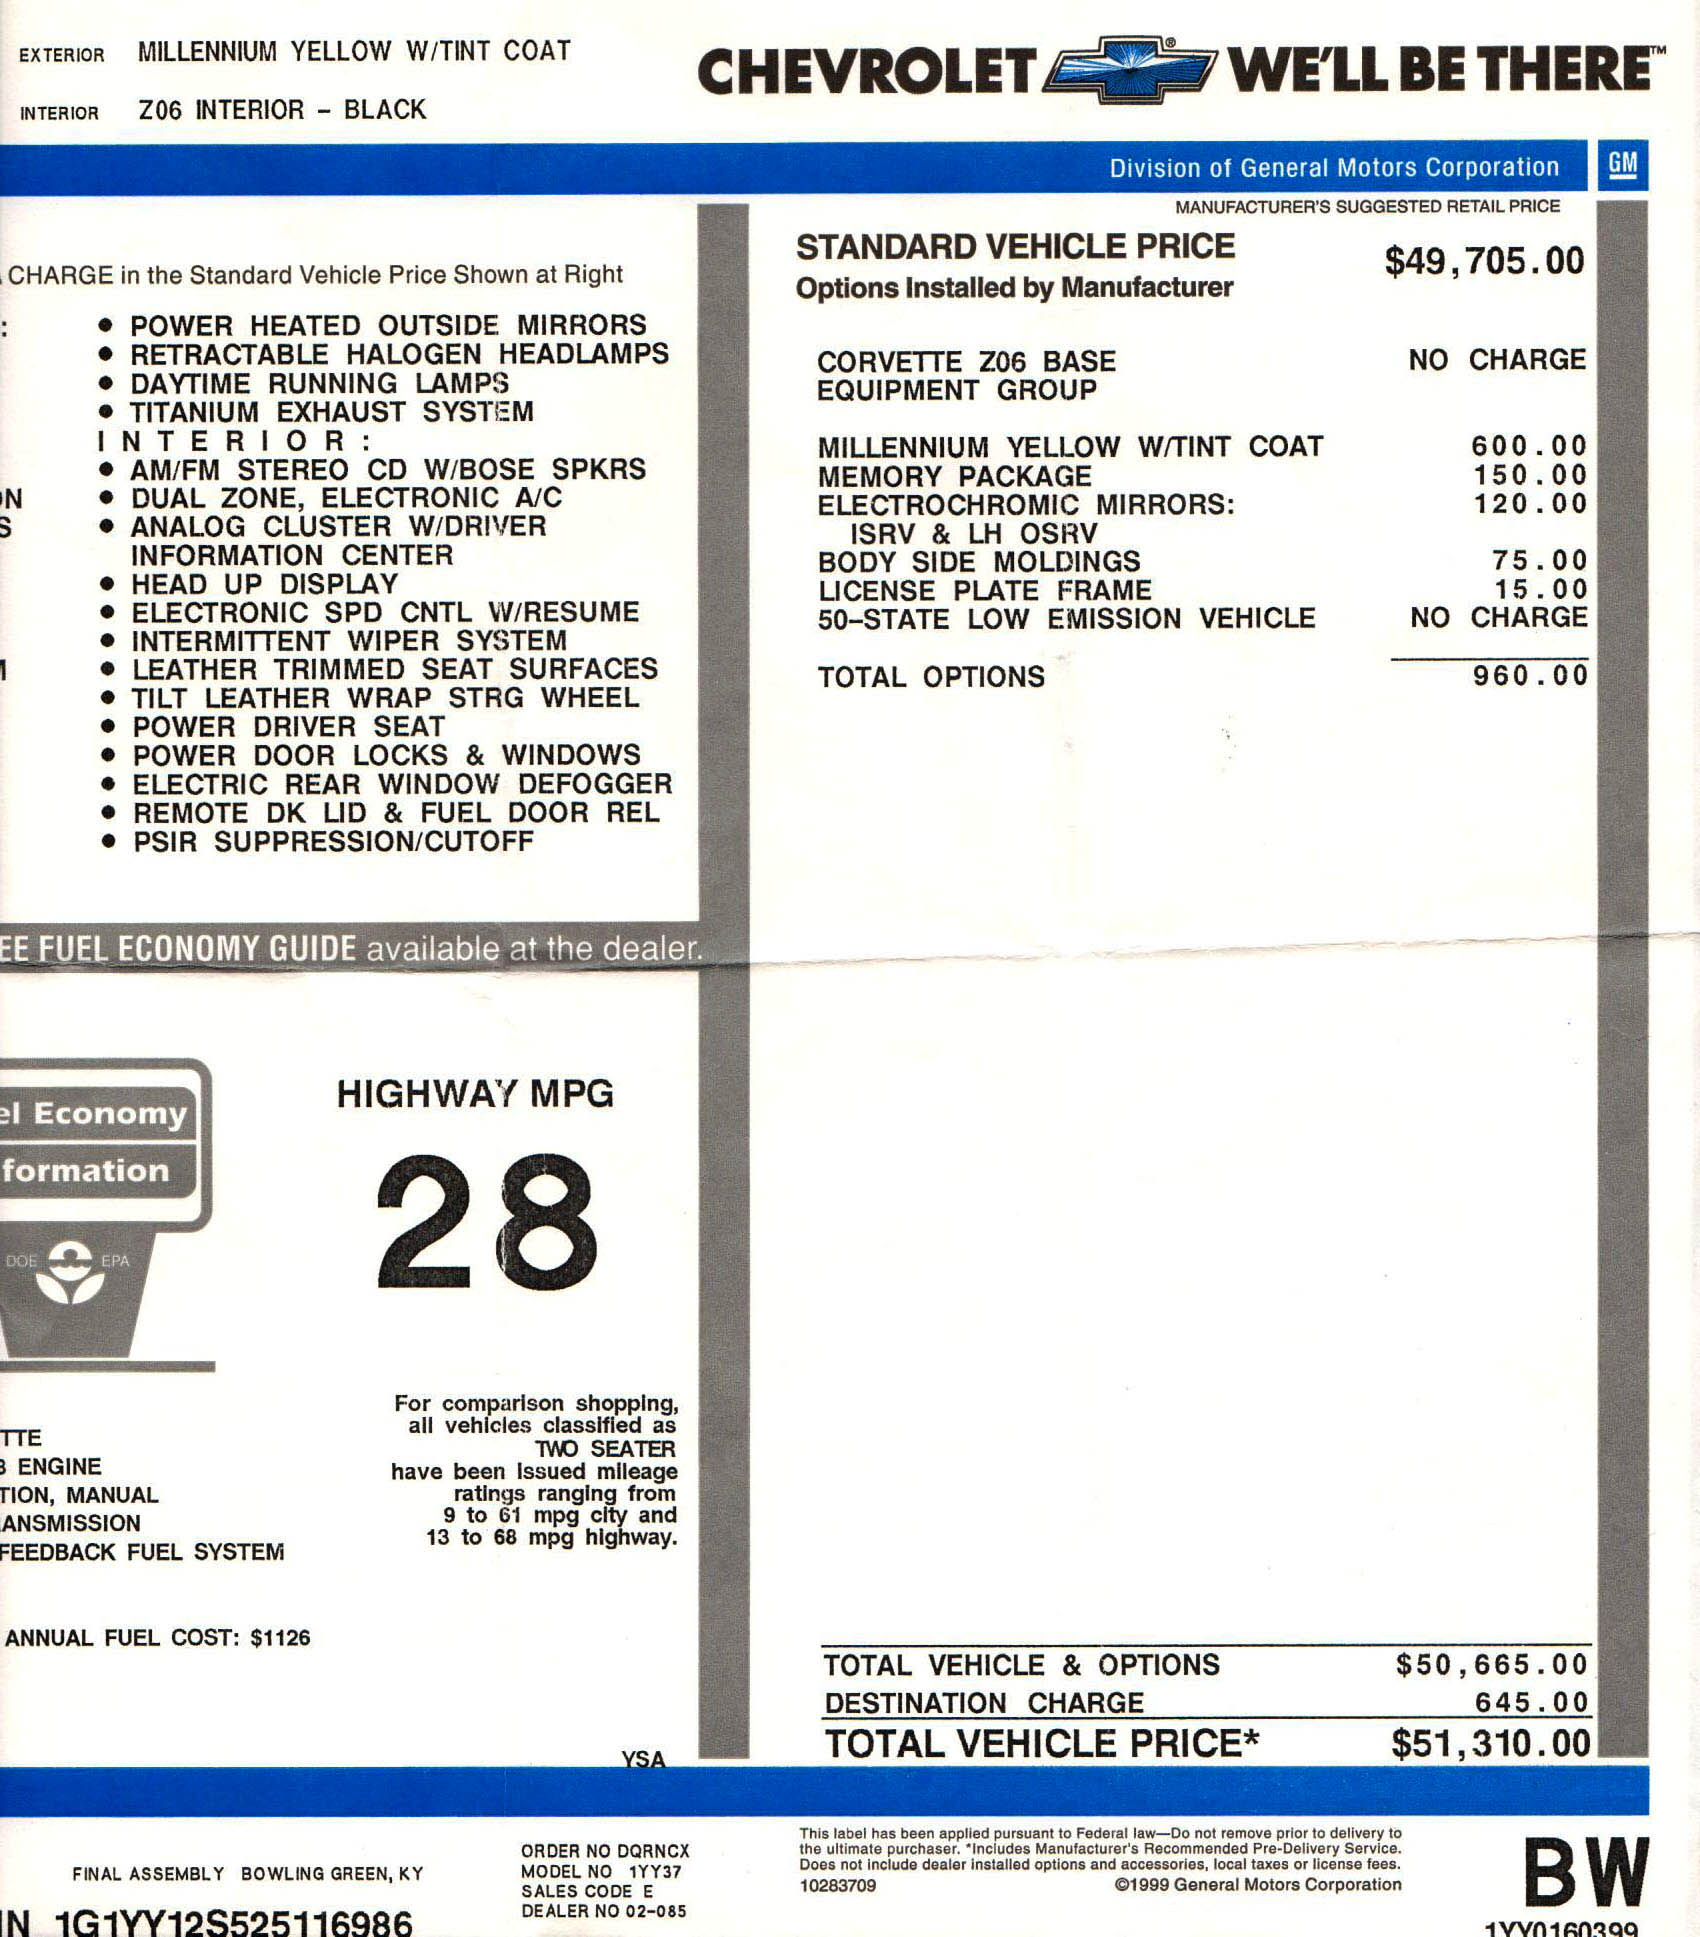 EXTERIOR MILLENNIUM YELLOW W/TINT COAT
INTERIOR Z06 INTERIOR – BLACK
CHEVROLET ® WE'LL BE THERE™
Division of General Motors Corporation GM
MANUFACTURER'S SUGGESTED RETAIL PRICE
CHARGE in the Standard Vehicle Price Shown at Right
: • POWER HEATED OUTSIDE MIRRORS
• RETRACTABLE HALOGEN HEADLAMPS
• DAYTIME RUNNING LAMPS
• TITANIUM EXHAUST SYSTEM
INTERIOR:
• AM/FM STEREO CD W/BOSE SPKRS
ON • DUAL ZONE, ELECTRONIC A/C
S • ANALOG CLUSTER W/DRIVER
INFORMATION CENTER
• HEAD UP DISPLAY
• ELECTRONIC SPD CNTL W/RESUME
• INTERMITTENT WIPER SYSTEM
• LEATHER TRIMMED SEAT SURFACES
• TILT LEATHER WRAP STRG WHEEL
• POWER DRIVER SEAT
• POWER DOOR LOCKS & WINDOWS
• ELECTRIC REAR WINDOW DEFOGGER
• REMOTE DK LID & FUEL DOOR REL
• PSIR SUPPRESSION/CUTOFF
STANDARD VEHICLE PRICE $49,705.00
Options Installed by Manufacturer
CORVETTE Z06 BASE NO CHARGE
EQUIPMENT GROUP
MILLENNIUM YELLOW W/TINT COAT 600.00
MEMORY PACKAGE 150.00
ELECTROCHROMIC MIRRORS: 120.00
ISRV & LH OSRV
BODY SIDE MOLDINGS 75.00
LICENSE PLATE FRAME 15.00
50–STATE LOW EMISSION VEHICLE NO CHARGE
TOTAL OPTIONS 960.00
EE FUEL ECONOMY GUIDE available at the dealer.
el Economy
formation
DOE EPA
HIGHWAY MPG
28
For comparison shopping,
all vehicles classified as
TWO SEATER
have been issued mileage
ratings ranging from
9 to 61 mpg city and
13 to 68 mpg highway.
TTE
8 ENGINE
TION, MANUAL
ANSMISSION
FEEDBACK FUEL SYSTEM
ANNUAL FUEL COST: $1126
YSA
TOTAL VEHICLE & OPTIONS $50,665.00
DESTINATION CHARGE 645.00
TOTAL VEHICLE PRICE* $51,310.00
FINAL ASSEMBLY BOWLING GREEN, KY
IN 1G1YY12S525116986
ORDER NO DQRNCX
MODEL NO 1YY37
SALES CODE E
DEALER NO 02–085
This label has been applied pursuant to Federal law—Do not remove prior to delivery to
the ultimate purchaser. *Includes Manufacturer's Recommended Pre-Delivery Service.
Does not include dealer installed options and accessories, local taxes or license fees.
10283709 ©1999 General Motors Corporation
BW
1YY0160399